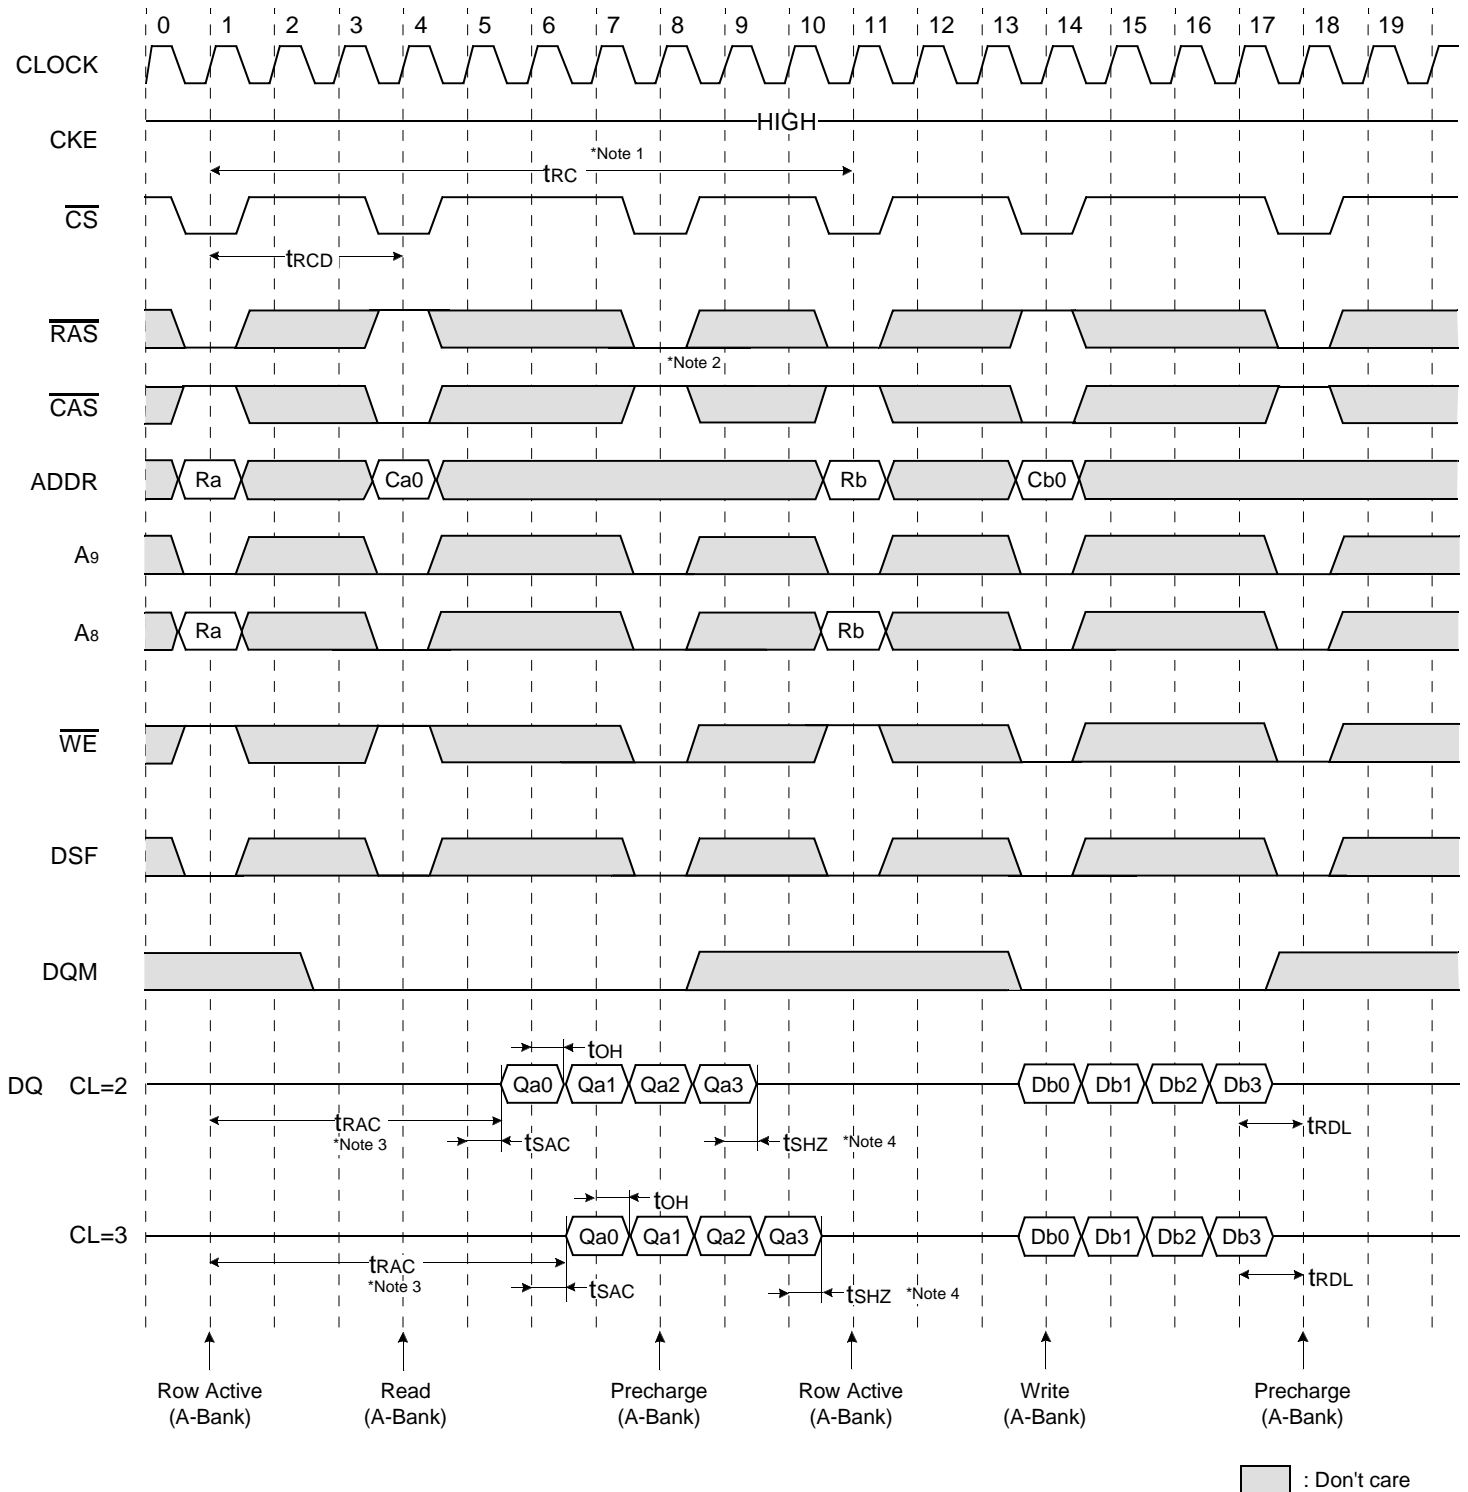 0 1 2 3 4 5 6 7 8 9 10 11 12 13 14 15 16 17 18 19
CLOCK
HIGH
CKE
*Note 1
tRC
CS
tRCD
RAS
*Note 2
CAS
ADDR Ra Ca0 Rb Cb0
A9
A8 Ra Rb
WE
DSF
DQM
tOH
DQ CL=2 Qa0 Qa1 Qa2 Qa3 Db0 Db1 Db2 Db3
tRAC tRDL
*Note 3 tSAC tSHZ *Note 4
tOH
CL=3 Qa0 Qa1 Qa2 Qa3 Db0 Db1 Db2 Db3
tRAC tRDL
*Note 3 tSAC tSHZ *Note 4
Row Active Read Precharge Row Active Write Precharge
(A-Bank) (A-Bank) (A-Bank) (A-Bank) (A-Bank) (A-Bank)
: Don't care